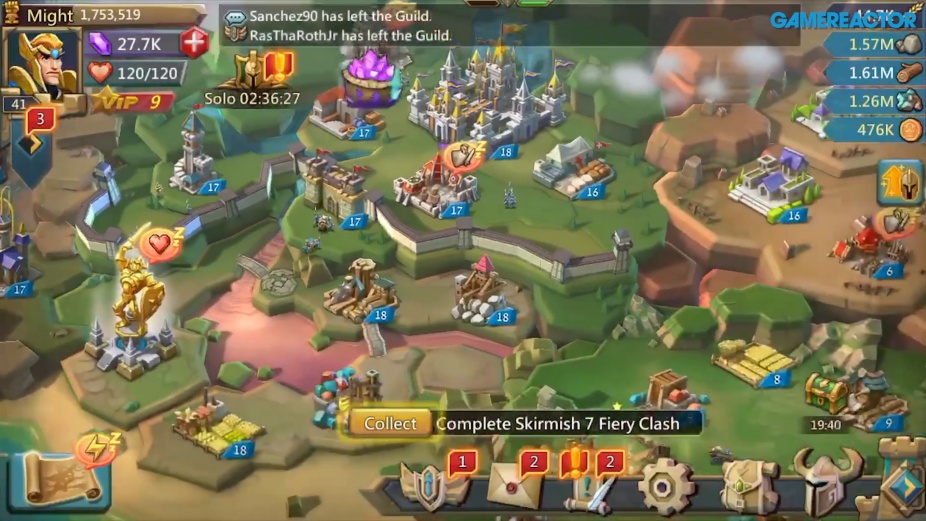 Might 1,753,519
Sanchez90 has left the Guild.
RasThaRothJr has left the Guild.
GAMEREACTOR
27.7K
1.57M
120/120
1.61M
41
VIP 9
Solo 02:36:27
1.26M
3
476K
17
18
17
16
17
17
16
17
6
18
18
8
Collect
Complete Skirmish 7 Fiery Clash
19:40
9
18
1
2
2